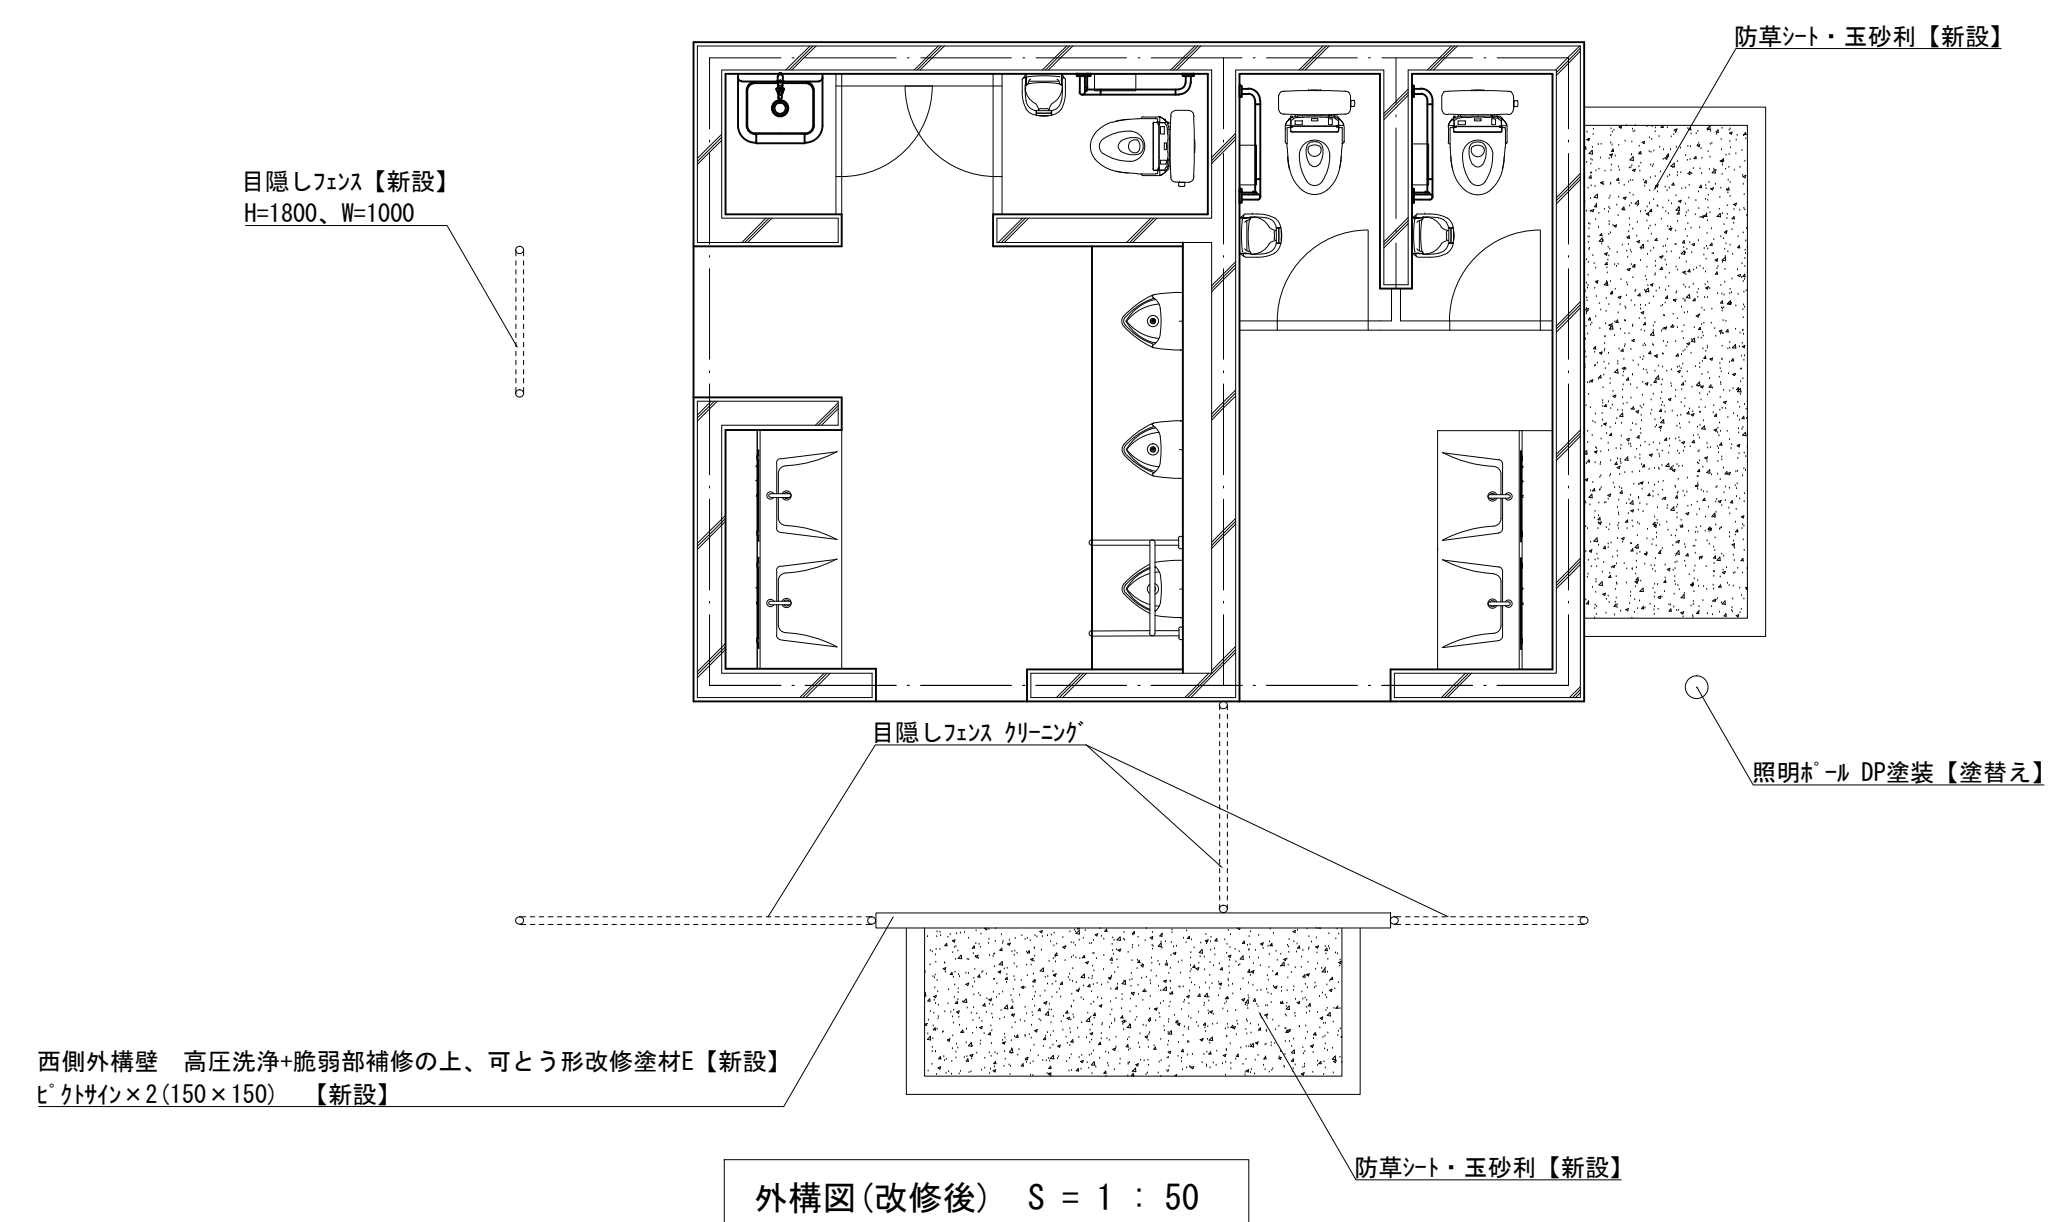 防草ｼｰﾄ・玉砂利【新設】
目隠しﾌｪﾝｽ【新設】
H=1800、W=1000
目隠しﾌｪﾝｽ ｸﾘｰﾆﾝｸﾞ
照明ﾎﾟｰﾙ DP塗装【塗替え】
西側外構壁　高圧洗浄+脆弱部補修の上、可とう形改修塗材E【新設】
ﾋﾟｸﾄｻｲﾝ×2(150×150)　【新設】
防草ｼｰﾄ・玉砂利【新設】
外構図(改修後)　S = 1 : 50